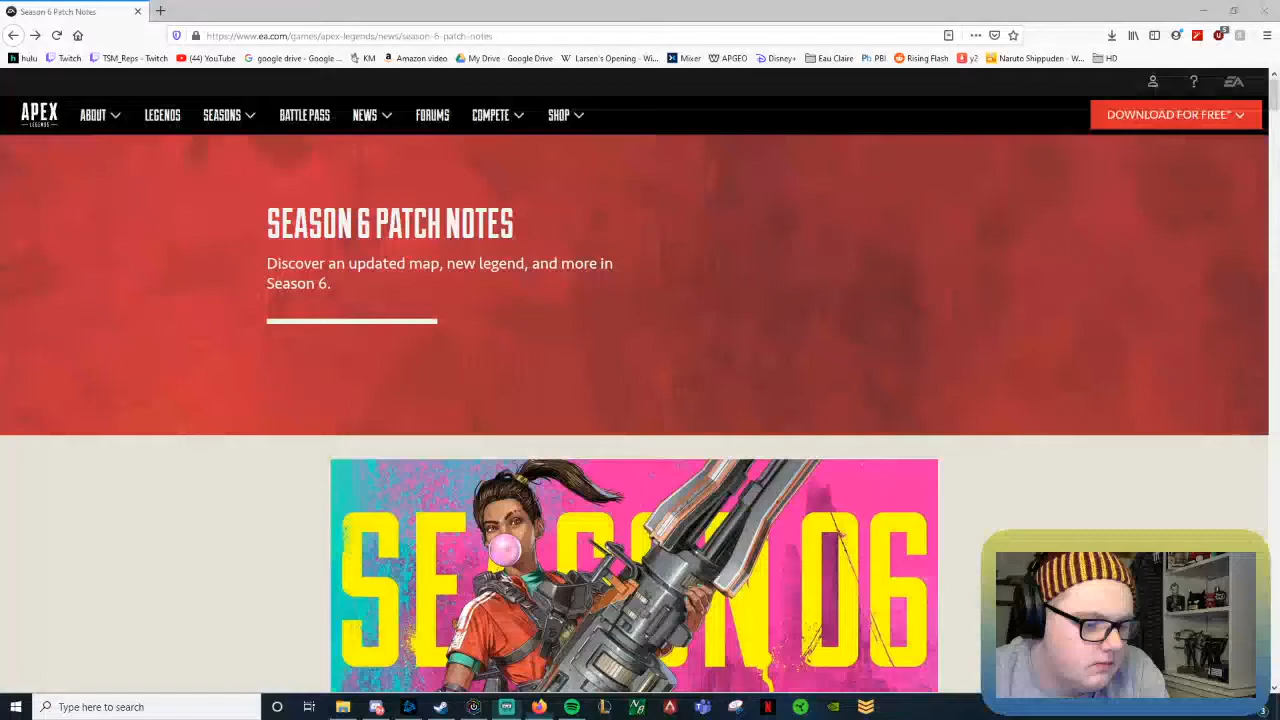 Season 6 Patch Notes
https://www.ea.com/games/apex-legends/news/season-6-patch-notes
hulu Twitch TSM_Reps - Twitch (44) YouTube google drive - Google ... KM Amazon video My Drive - Google Drive Larsen's Opening - Wi... Mixer APGEO Disney+ Eau Claire PBI Rising Flash y2 Naruto Shippuden - W... HD
EA
APEX
LEGENDS
ABOUT LEGENDS SEASONS BATTLE PASS NEWS FORUMS COMPETE SHOP
DOWNLOAD FOR FREE*
SEASON 6 PATCH NOTES
Discover an updated map, new legend, and more in
Season 6.
SEASON 06
Type here to search